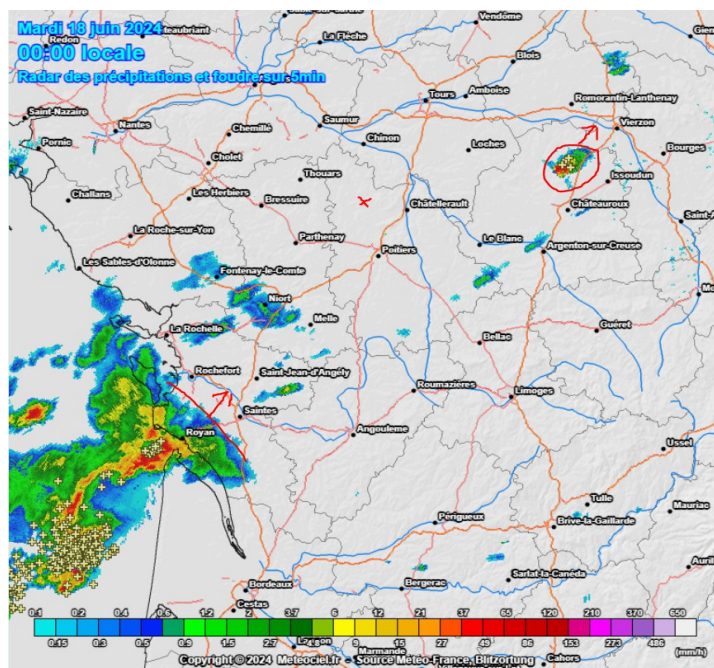 Mardi 18 juin 2024
00:00 locale
Radar des précipitations et foudre sur 5min
Redon
La Flèche
Vendome
Gien
Blois
Saint-Nazaire
Nantes
Saumur
Tours
Amboise
Romorantin-Lanthenay
Vierzon
Pornic
Chemillé
Chinon
Loches
Bourges
Cholet
Thouars
Issoudun
Challans
Les Herbiers
Bressuire
Châtellerault
Châteauroux
La Roche-sur-Yon
Parthenay
Poitiers
Le Blanc
Argenton-sur-Creuse
Les Sables-d'Olonne
Fontenay-le-Comte
Niort
La Rochelle
Melle
Bellac
Guéret
Rochefort
Saint-Jean-d'Angély
Roumazières
Limoges
Saintes
Royan
Angouleme
Ussel
Tulle
Mauriac
Périgueux
Brive-la-Gaillarde
Bordeaux
Bergerac
Sarlat-la-Canéda
Cestas
0.1 0.2 0.4 0.6 1.2 2 3.7 6 12 21 37 65 120 210 370 650
0.15 0.3 0.5 0.9 1.5 2.7 9 15 27 49 86 153 273 486 (mm/h)
Marmande
Cahors
Copyright © 2024 Meteociel.fr - Source Meteo-France, Blitzortung